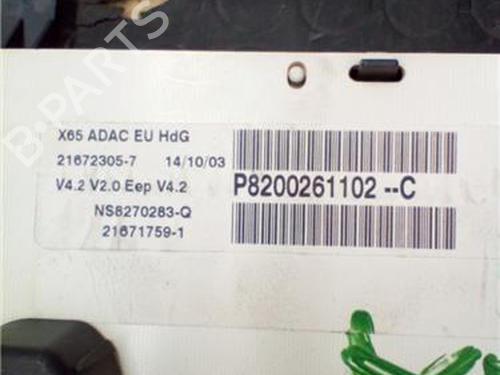 B-PARTS
X65 ADAC EU HdG
21672305-7 14/10/03
V4.2 V2.0 Eep V4.2
P8200261102 --C
NS6270283-Q
21671759-1